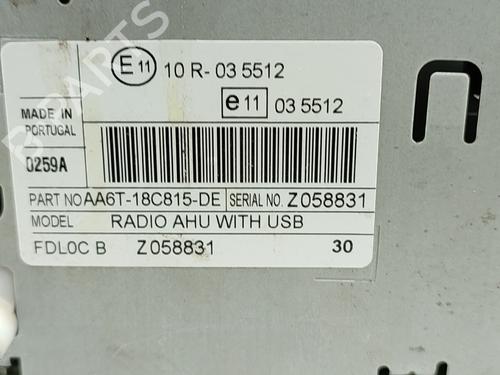 E11 10 R- 03 5512
e11 03 5512
MADE IN
PORTUGAL
0259A
PART NO AA6T-18C815-DE SERIAL NO. Z058831
MODEL RADIO AHU WITH USB
FDL0C B Z058831 30
B-PARTS